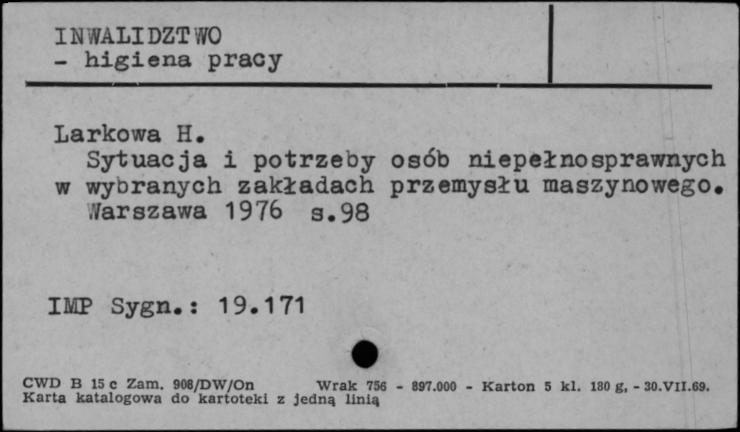 INWALIDZTWO
- higiena pracy
Larkowa H.
Sytuacja i potrzeby osób niepełnosprawnych
w wybranych zakładach przemysłu maszynowego.
Warszawa 1976 s.98
IMP Sygn.: 19.171
CWD B 15 c Zam. 908/DW/On Wrak 756 - 897.000 - Karton 5 kl. 180 g. - 30.VII.69.
Karta katalogowa do kartoteki z jedną linią